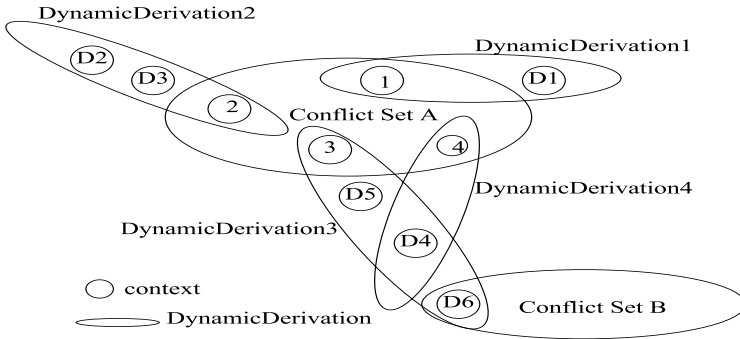 DynamicDerivation2
DynamicDerivation1
D2
D3
2
1
D1
Conflict Set A
3
4
D5
DynamicDerivation4
DynamicDerivation3
D4
context
D6
Conflict Set B
DynamicDerivation